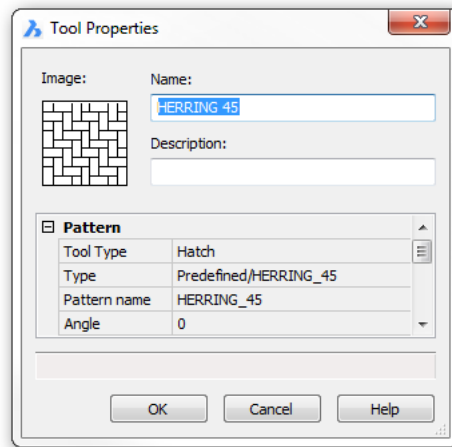 Tool Properties
Image:
Name:
HERRING 45
Description:
Pattern
Tool Type Hatch
Type Predefined/HERRING_45
Pattern name HERRING_45
Angle 0
OK Cancel Help